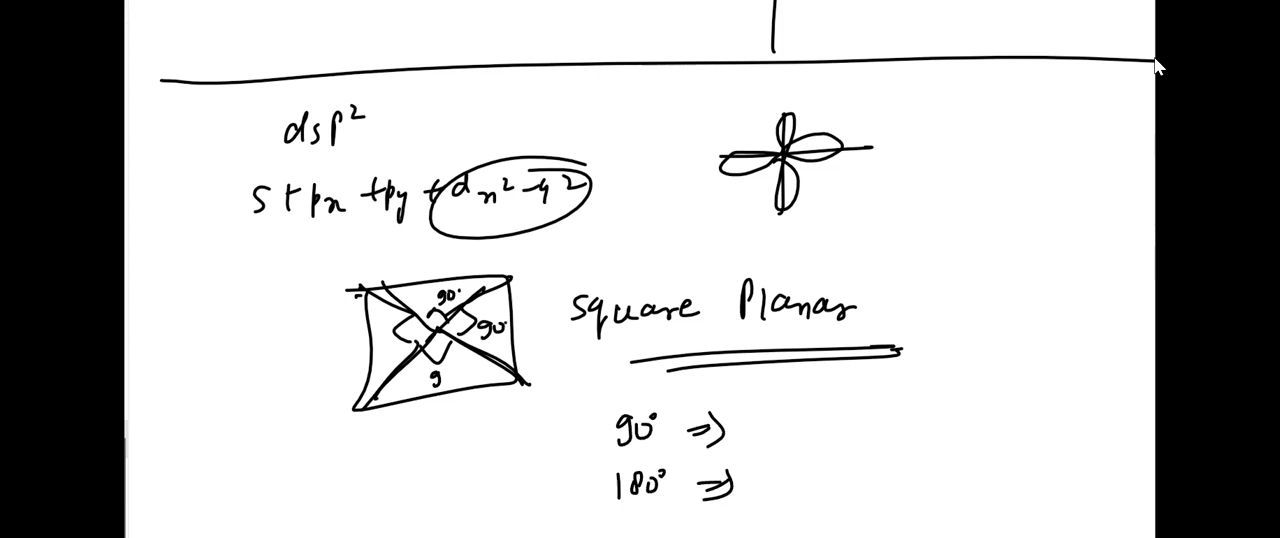 dsp²
s + px + py + dx²-y²
90°
90°
9
Square Planar
90° ⇒
180° ⇒